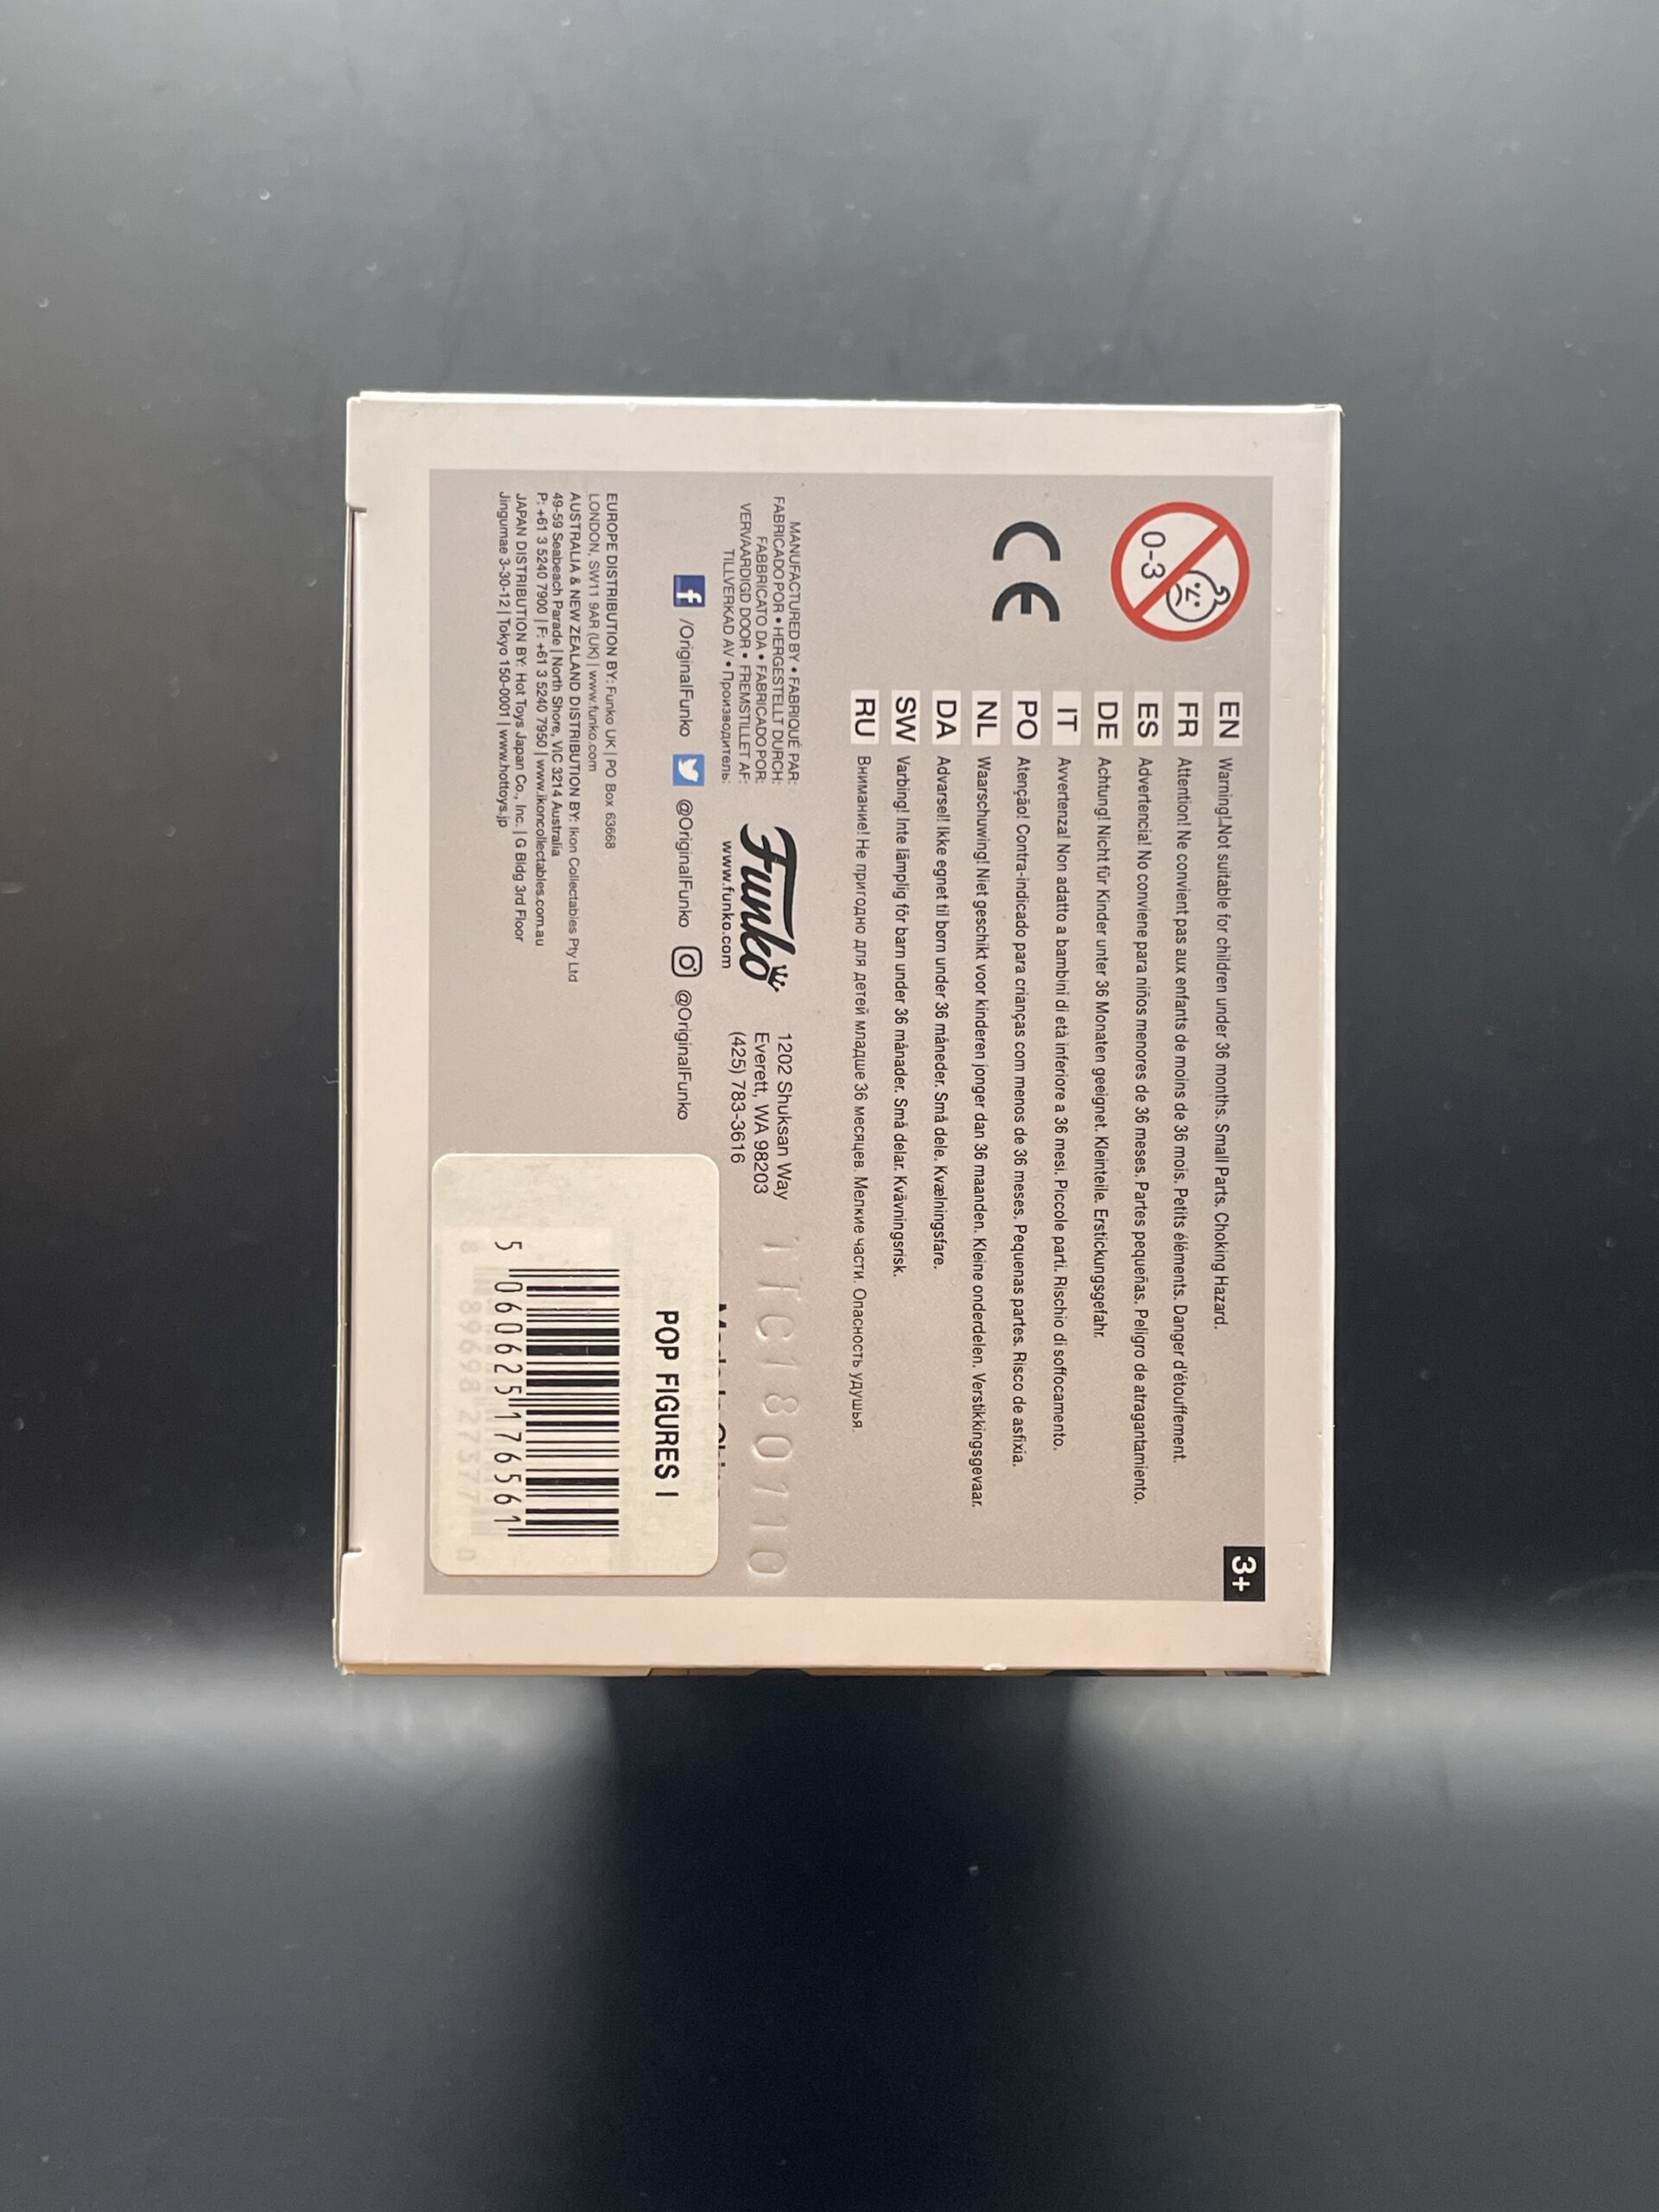 0-3
3+
EN Warning! Not suitable for children under 36 months. Small Parts. Choking Hazard.
FR Attention! Ne convient pas aux enfants de moins de 36 mois. Petits éléments. Danger d'étouffement.
ES Advertencia! No conviene para niños menores de 36 meses. Partes pequeñas. Peligro de atragantamiento.
DE Achtung! Nicht für Kinder unter 36 Monaten geeignet. Kleinteile. Erstickungsgefahr.
IT Avvertenza! Non adatto a bambini di età inferiore a 36 mesi. Piccole parti. Rischio di soffocamento.
PO Atenção! Contra-indicado para crianças com menos de 36 meses. Pequenas partes. Risco de asfixia.
NL Waarschuwing! Niet geschikt voor kinderen jonger dan 36 maanden. Kleine onderdelen. Verstikkingsgevaar.
DA Advarsel! Ikke egnet til børn under 36 måneder. Små dele. Kvælningsfare.
SW Varbing! Inte lämplig för barn under 36 månader. Små delar. Kvävningsrisk.
RU Внимание! Не пригодно для детей младше 36 месяцев. Мелкие части. Опасность удушья.
CE
MANUFACTURED BY • FABRIQUÉ PAR:
FABRICADO POR • HERGESTELLT DURCH:
FABBRICATO DA • FABRICADO POR:
VERVAARDIGD DOOR • FREMSTILLET AF:
TILLVERKAD AV • Производитель:
Funko
www.funko.com
1202 Shuksan Way
Everett, WA 98203
(425) 783-3616
TTC180110
/OriginalFunko @OriginalFunko @OriginalFunko
EUROPE DISTRIBUTION BY: Funko UK | PO Box 63668
LONDON, SW11 9AR (UK) | www.funko.com
AUSTRALIA & NEW ZEALAND DISTRIBUTION BY: Ikon Collectables Pty Ltd
49-59 Seabeach Parade | North Shore, VIC 3214 Australia
P: +61 3 5240 7900 | F: +61 3 5240 7950 | www.ikoncollectables.com.au
JAPAN DISTRIBUTION BY: Hot Toys Japan Co., Inc. | G Bldg 3rd Floor
Jingumae 3-30-12 | Tokyo 150-0001 | www.hottoys.jp
POP FIGURES I
5 060625 176561